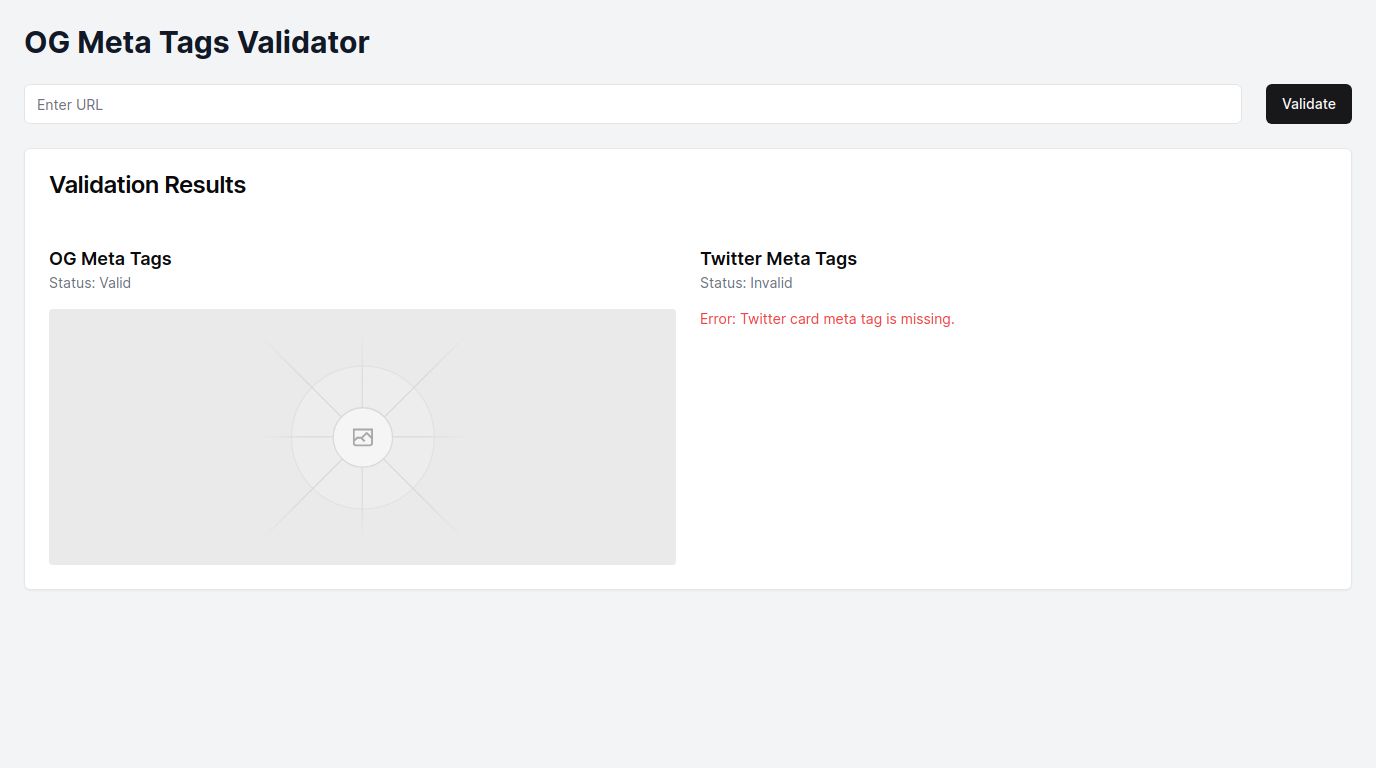 OG Meta Tags Validator
Enter URL
Validate
Validation Results
OG Meta Tags
Status: Valid
Twitter Meta Tags
Status: Invalid
Error: Twitter card meta tag is missing.